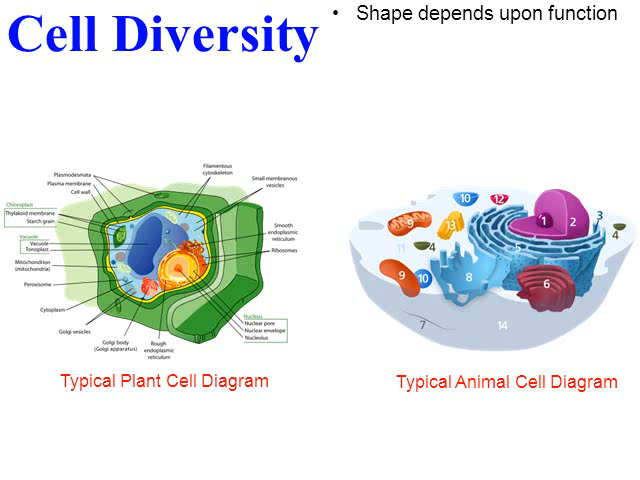 Cell Diversity
• Shape depends upon function
Plasmodesmata
Plasma membrane
Cell wall
Filamentous
cytoskeleton
Small membranous
vesicles
Chloroplast
Thylakoid membrane
Starch grain
Vacuole
Vacuole
Tonoplast
Mitochondrion
(mitochondria)
Peroxisome
Cytoplasm
Golgi vesicles
Golgi body
(Golgi apparatus)
Rough
endoplasmic
reticulum
Smooth
endoplasmic
reticulum
Ribosomes
Nucleus
Nuclear pore
Nuclear envelope
Nucleolus
Typical Plant Cell Diagram
10
12
1
2
3
4
9
13
11
4
5
9
10
8
6
7
14
Typical Animal Cell Diagram